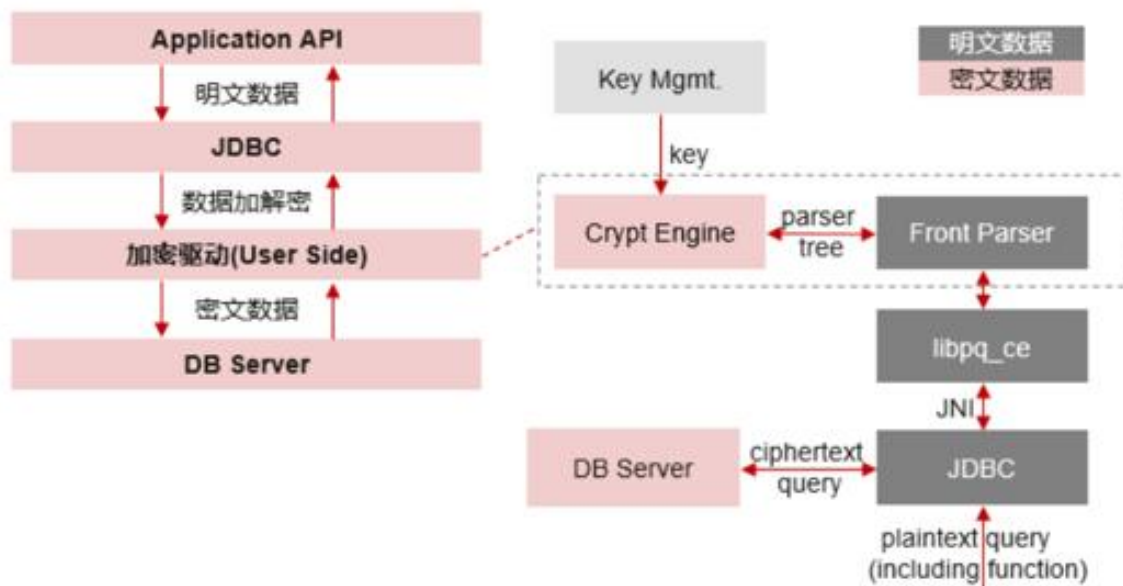 Application API
明文数据
JDBC
数据加解密
加密驱动(User Side)
密文数据
DB Server
明文数据
密文数据
Key Mgmt.
key
Crypt Engine
parser
tree
Front Parser
libpq_ce
JNI
DB Server
ciphertext
query
JDBC
plaintext query
(including function)